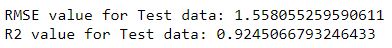 RMSE value for Test data: 1.558055259590611
R2 value for Test data: 0.9245066793246433